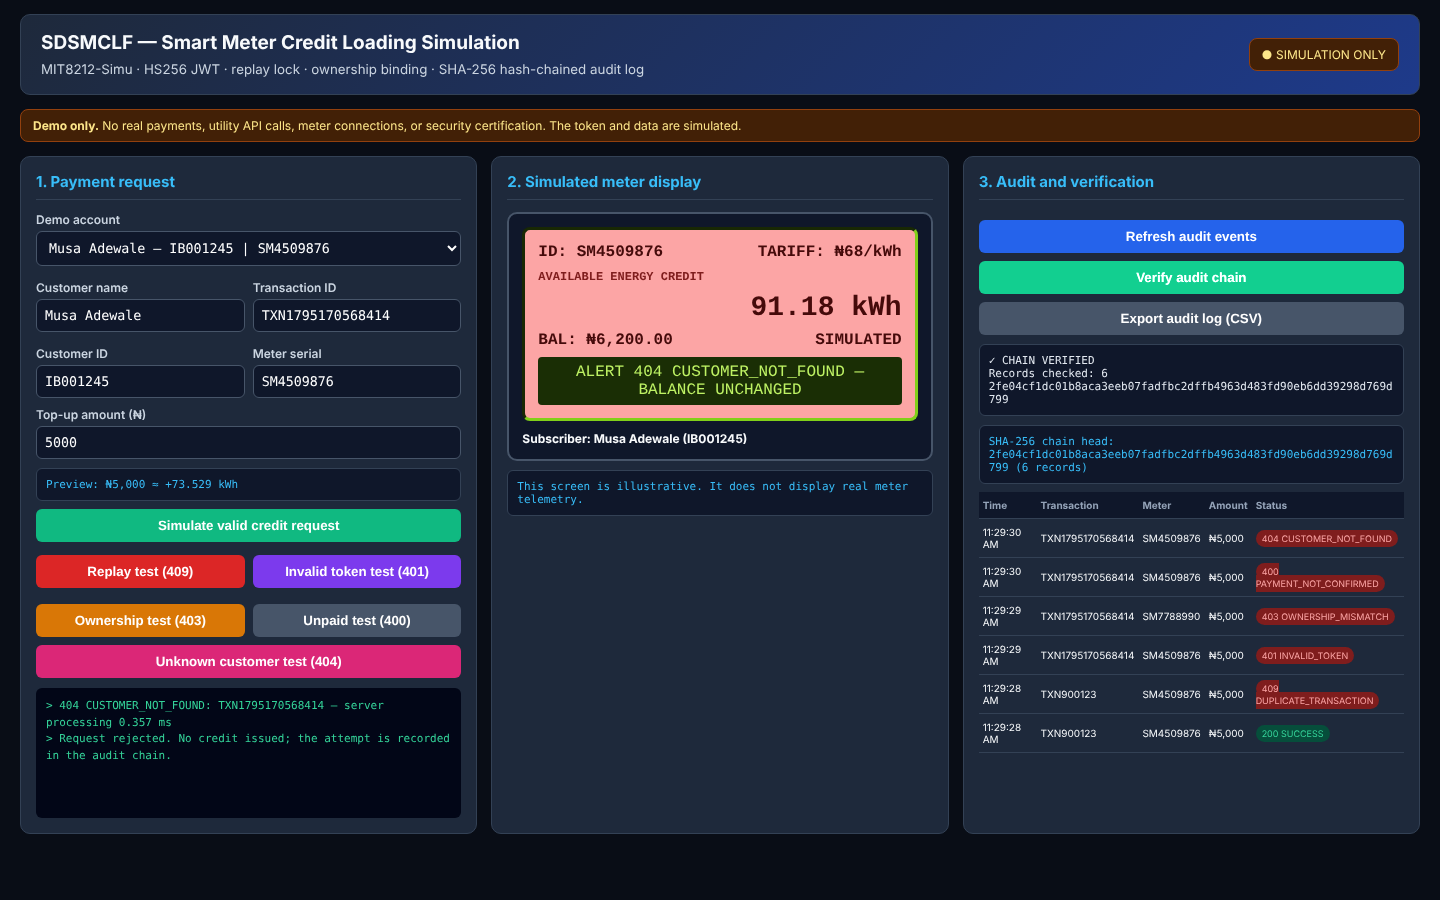 SDSMCLF — Smart Meter Credit Loading Simulation
MIT8212-Simu · HS256 JWT · replay lock · ownership binding · SHA-256 hash-chained audit log
● SIMULATION ONLY
Demo only. No real payments, utility API calls, meter connections, or security certification. The token and data are simulated.
1. Payment request
Demo account
Musa Adewale — IB001245 | SM4509876
Customer name
Transaction ID
Musa Adewale
TXN1795170568414
Customer ID
Meter serial
IB001245
SM4509876
Top-up amount (₦)
5000
Preview: ₦5,000 ≈ +73.529 kWh
Simulate valid credit request
Replay test (409)
Invalid token test (401)
Ownership test (403)
Unpaid test (400)
Unknown customer test (404)
> 404 CUSTOMER_NOT_FOUND: TXN1795170568414 — server
processing 0.357 ms
> Request rejected. No credit issued; the attempt is recorded
in the audit chain.
2. Simulated meter display
ID: SM4509876
TARIFF: ₦68/kWh
AVAILABLE ENERGY CREDIT
91.18 kWh
BAL: ₦6,200.00
SIMULATED
ALERT 404 CUSTOMER_NOT_FOUND —
BALANCE UNCHANGED
Subscriber: Musa Adewale (IB001245)
This screen is illustrative. It does not display real meter
telemetry.
3. Audit and verification
Refresh audit events
Verify audit chain
Export audit log (CSV)
✓ CHAIN VERIFIED
Records checked: 6
2fe04cf1dc01b8aca3eeb07fadfbc2dffb4963d483fd90eb6dd39298d769d
799
SHA-256 chain head:
2fe04cf1dc01b8aca3eeb07fadfbc2dffb4963d483fd90eb6dd39298d769d
799 (6 records)
Time Transaction Meter Amount Status
11:29:30 AM TXN1795170568414 SM4509876 ₦5,000 404 CUSTOMER_NOT_FOUND
11:29:30 AM TXN1795170568414 SM4509876 ₦5,000 400 PAYMENT_NOT_CONFIRMED
11:29:29 AM TXN1795170568414 SM7788990 ₦5,000 403 OWNERSHIP_MISMATCH
11:29:29 AM TXN1795170568414 SM4509876 ₦5,000 401 INVALID_TOKEN
11:29:28 AM TXN900123 SM4509876 ₦5,000 409 DUPLICATE_TRANSACTION
11:29:28 AM TXN900123 SM4509876 ₦5,000 200 SUCCESS